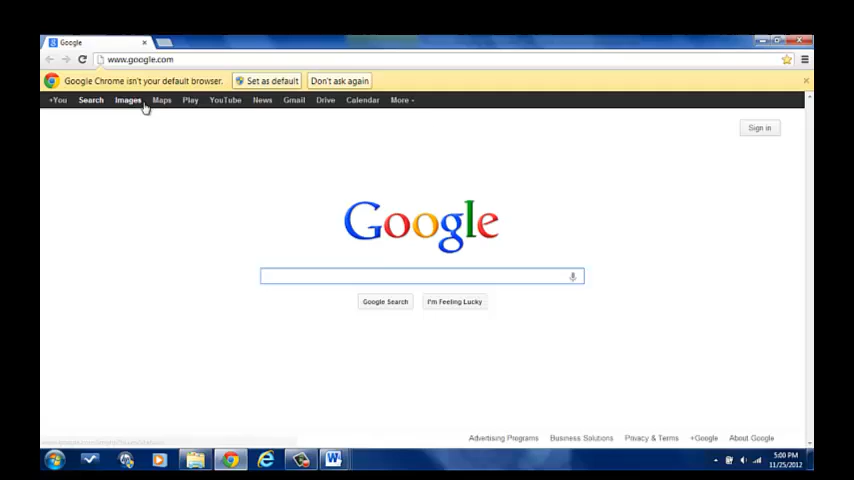 Google
www.google.com
Google Chrome isn't your default browser. Set as default Don't ask again
+You Search Images Maps Play YouTube News Gmail Drive Calendar More
Sign in
Google
Google Search I'm Feeling Lucky
Advertising Programs Business Solutions Privacy & Terms +Google About Google
5:00 PM
11/25/2012